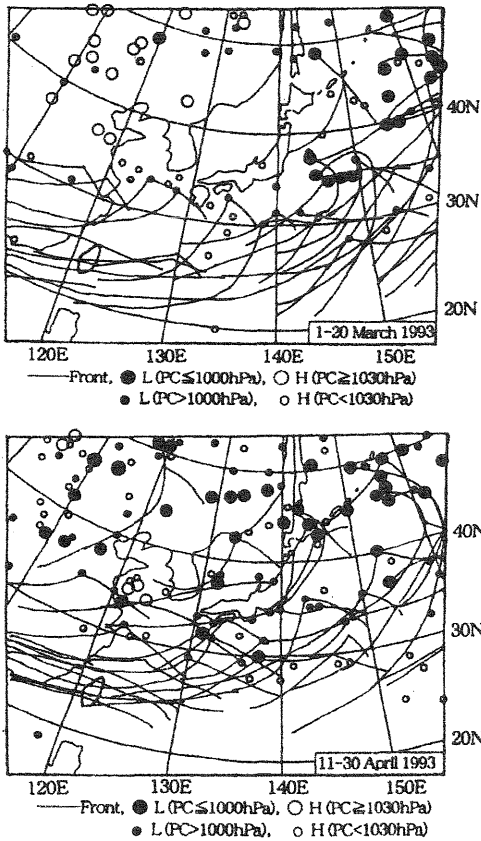 40N
30N
20N
1-20 March 1993
120E 130E 140E 150E
——Front, ● L (PC≦1000hPa), ○ H (PC≧1030hPa)
● L (PC>1000hPa), ○ H (PC<1030hPa)
40N
30N
20N
11-30 April 1993
120E 130E 140E 150E
——Front, ● L (PC≦1000hPa), ○ H (PC≧1030hPa)
● L (PC>1000hPa), ○ H (PC<1030hPa)